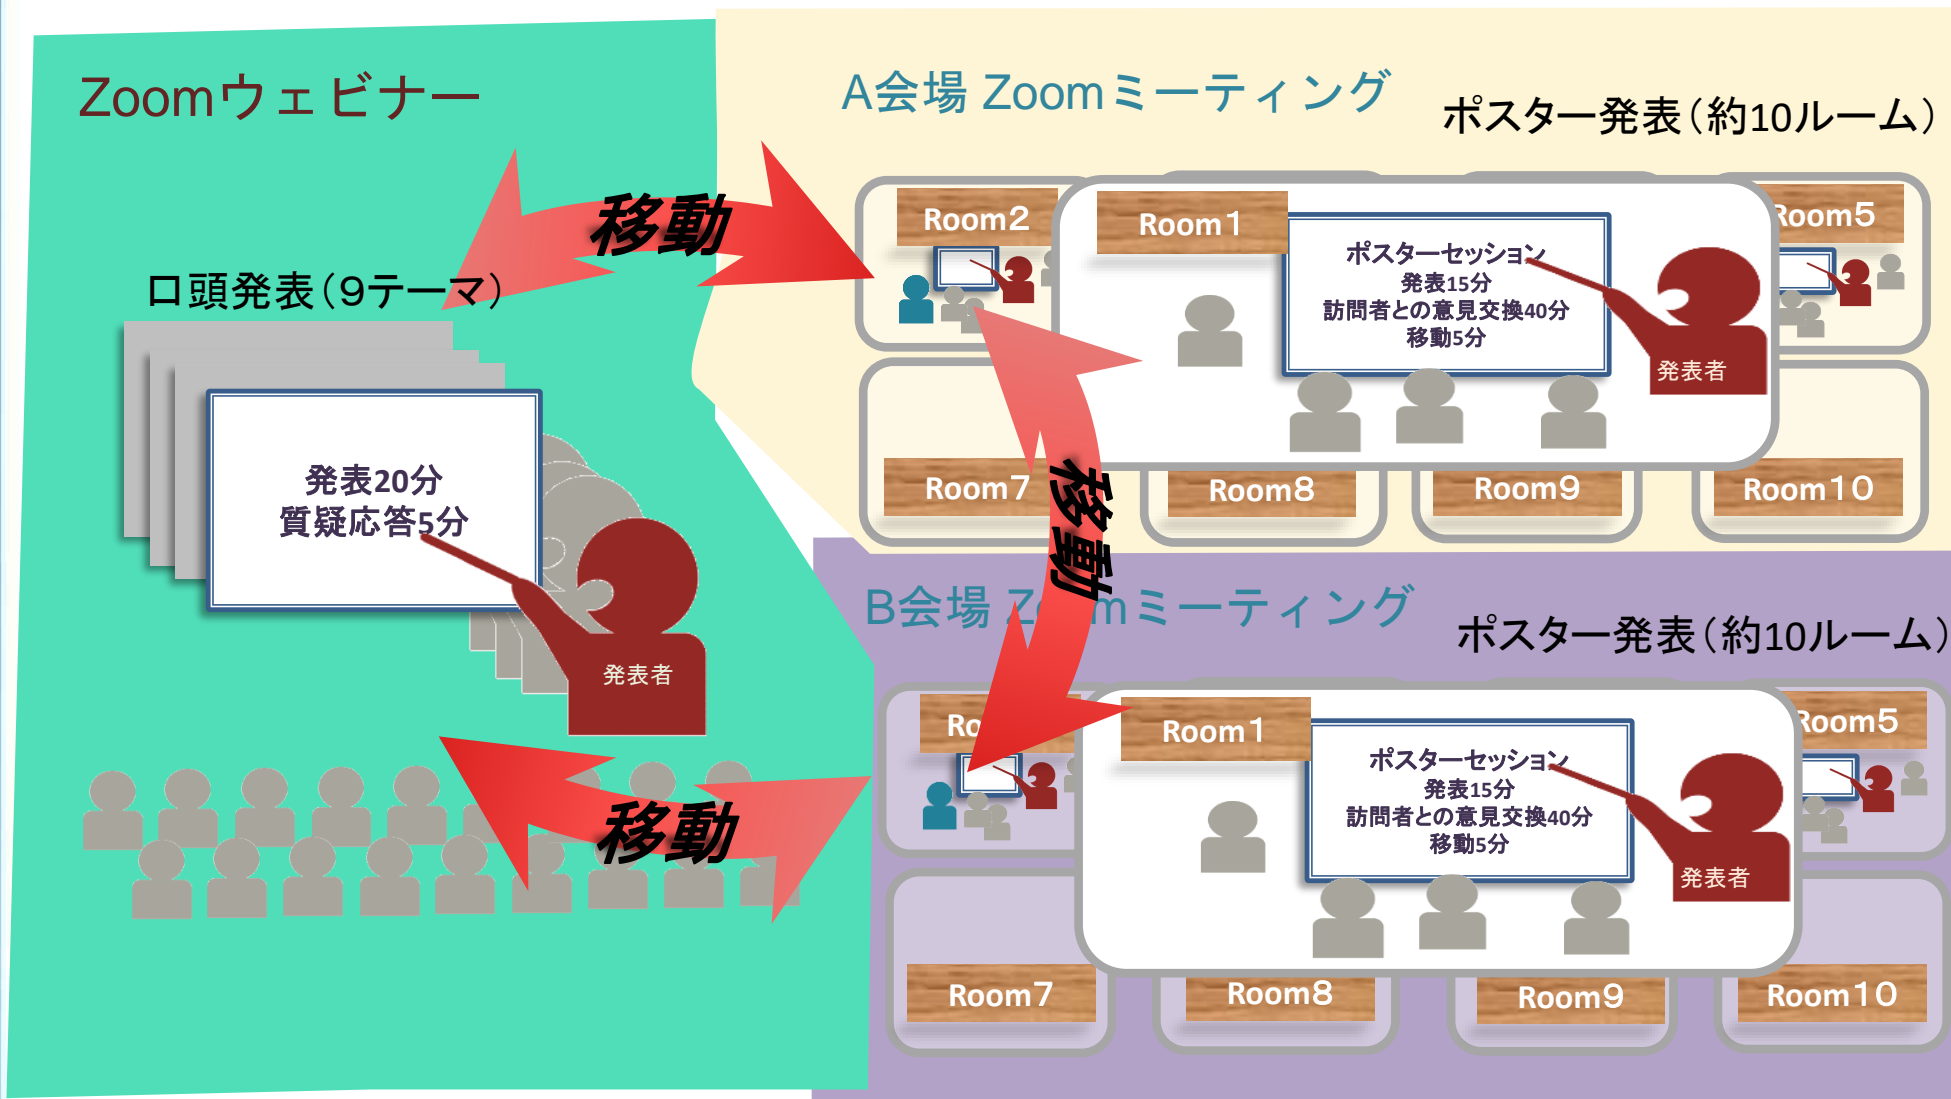 Zoomウェビナー
口頭発表（９テーマ）
発表20分
質疑応答5分
発表者
移動
移動
移動
A会場 Zoomミーティング
ポスター発表（約10ルーム）
Room２
Room１
ポスターセッション
発表15分
訪問者との意見交換40分
移動5分
発表者
Room5
Room７
Room8
Room9
Room１０
B会場 Zoomミーティング
ポスター発表（約10ルーム）
Room１
ポスターセッション
発表15分
訪問者との意見交換40分
移動5分
発表者
Room5
Room７
Room8
Room9
Room１０